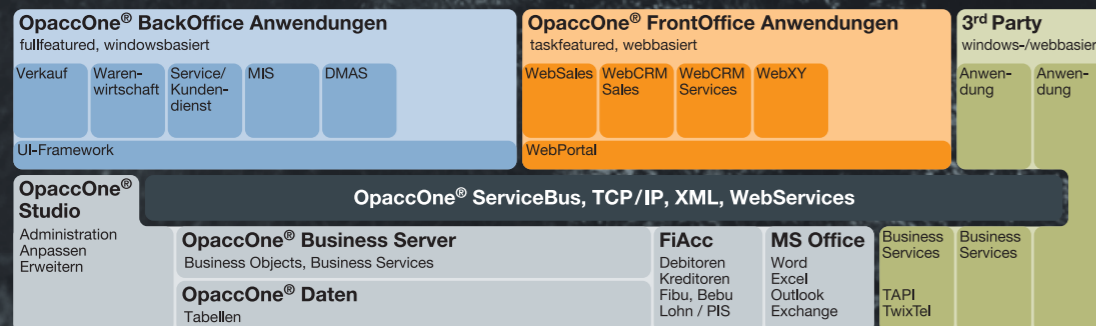 OpaccOne® BackOffice Anwendungen
fullfeatured, windowsbasiert
Verkauf
Waren-
wirtschaft
Service/
Kunden-
dienst
MIS
DMAS
UI-Framework
OpaccOne® FrontOffice Anwendungen
taskfeatured, webbasiert
WebSales
WebCRM
Sales
WebCRM
Services
WebXY
WebPortal
3rd Party
windows-/webbasier
Anwen-
dung
Anwen-
dung
OpaccOne®
Studio
Administration
Anpassen
Erweitern
OpaccOne® ServiceBus, TCP/IP, XML, WebServices
OpaccOne® Business Server
Business Objects, Business Services
OpaccOne® Daten
Tabellen
FiAcc
Debitoren
Kreditoren
Fibu, Bebu
Lohn / PIS
MS Office
Word
Excel
Outlook
Exchange
Business
Services
TAPI
TwixTel
Business
Services